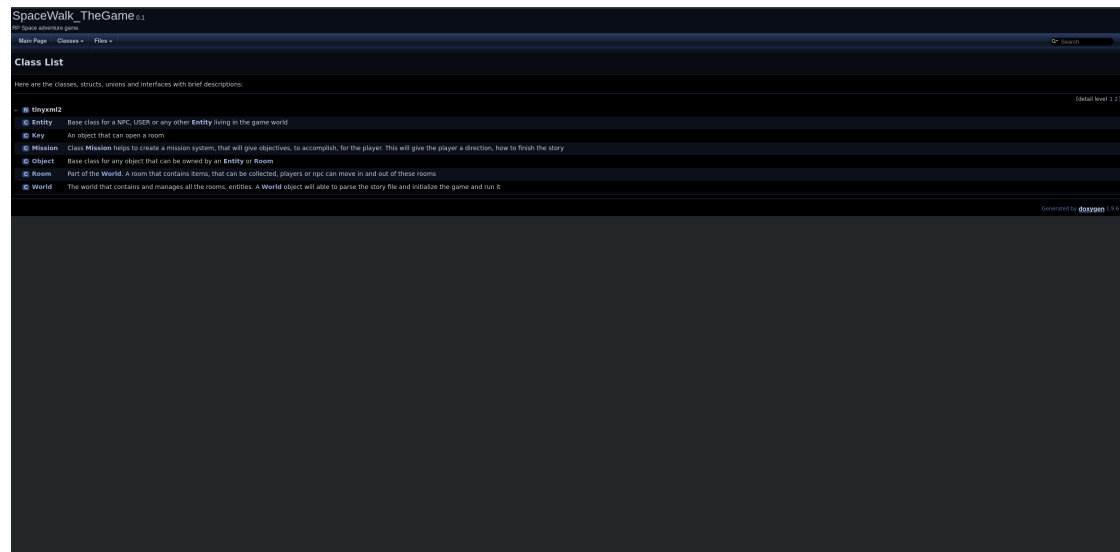 SpaceWalk_TheGame 0.1
RP Space adventure game.
Main Page Classes Files Search
Class List
Here are the classes, structs, unions and interfaces with brief descriptions:
[detail level 1 2]
N tinyxml2
C Entity Base class for a NPC, USER or any other Entity living in the game world
C Key An object that can open a room
C Mission Class Mission helps to create a mission system, that will give objectives, to accomplish, for the player. This will give the player a direction, how to finish the story
C Object Base class for any object that can be owned by an Entity or Room
C Room Part of the World. A room that contains items, that can be collected, players or npc can move in and out of these rooms
C World The world that contains and manages all the rooms, entities. A World object will able to parse the story file and initialize the game and run it
Generated by doxygen 1.9.6